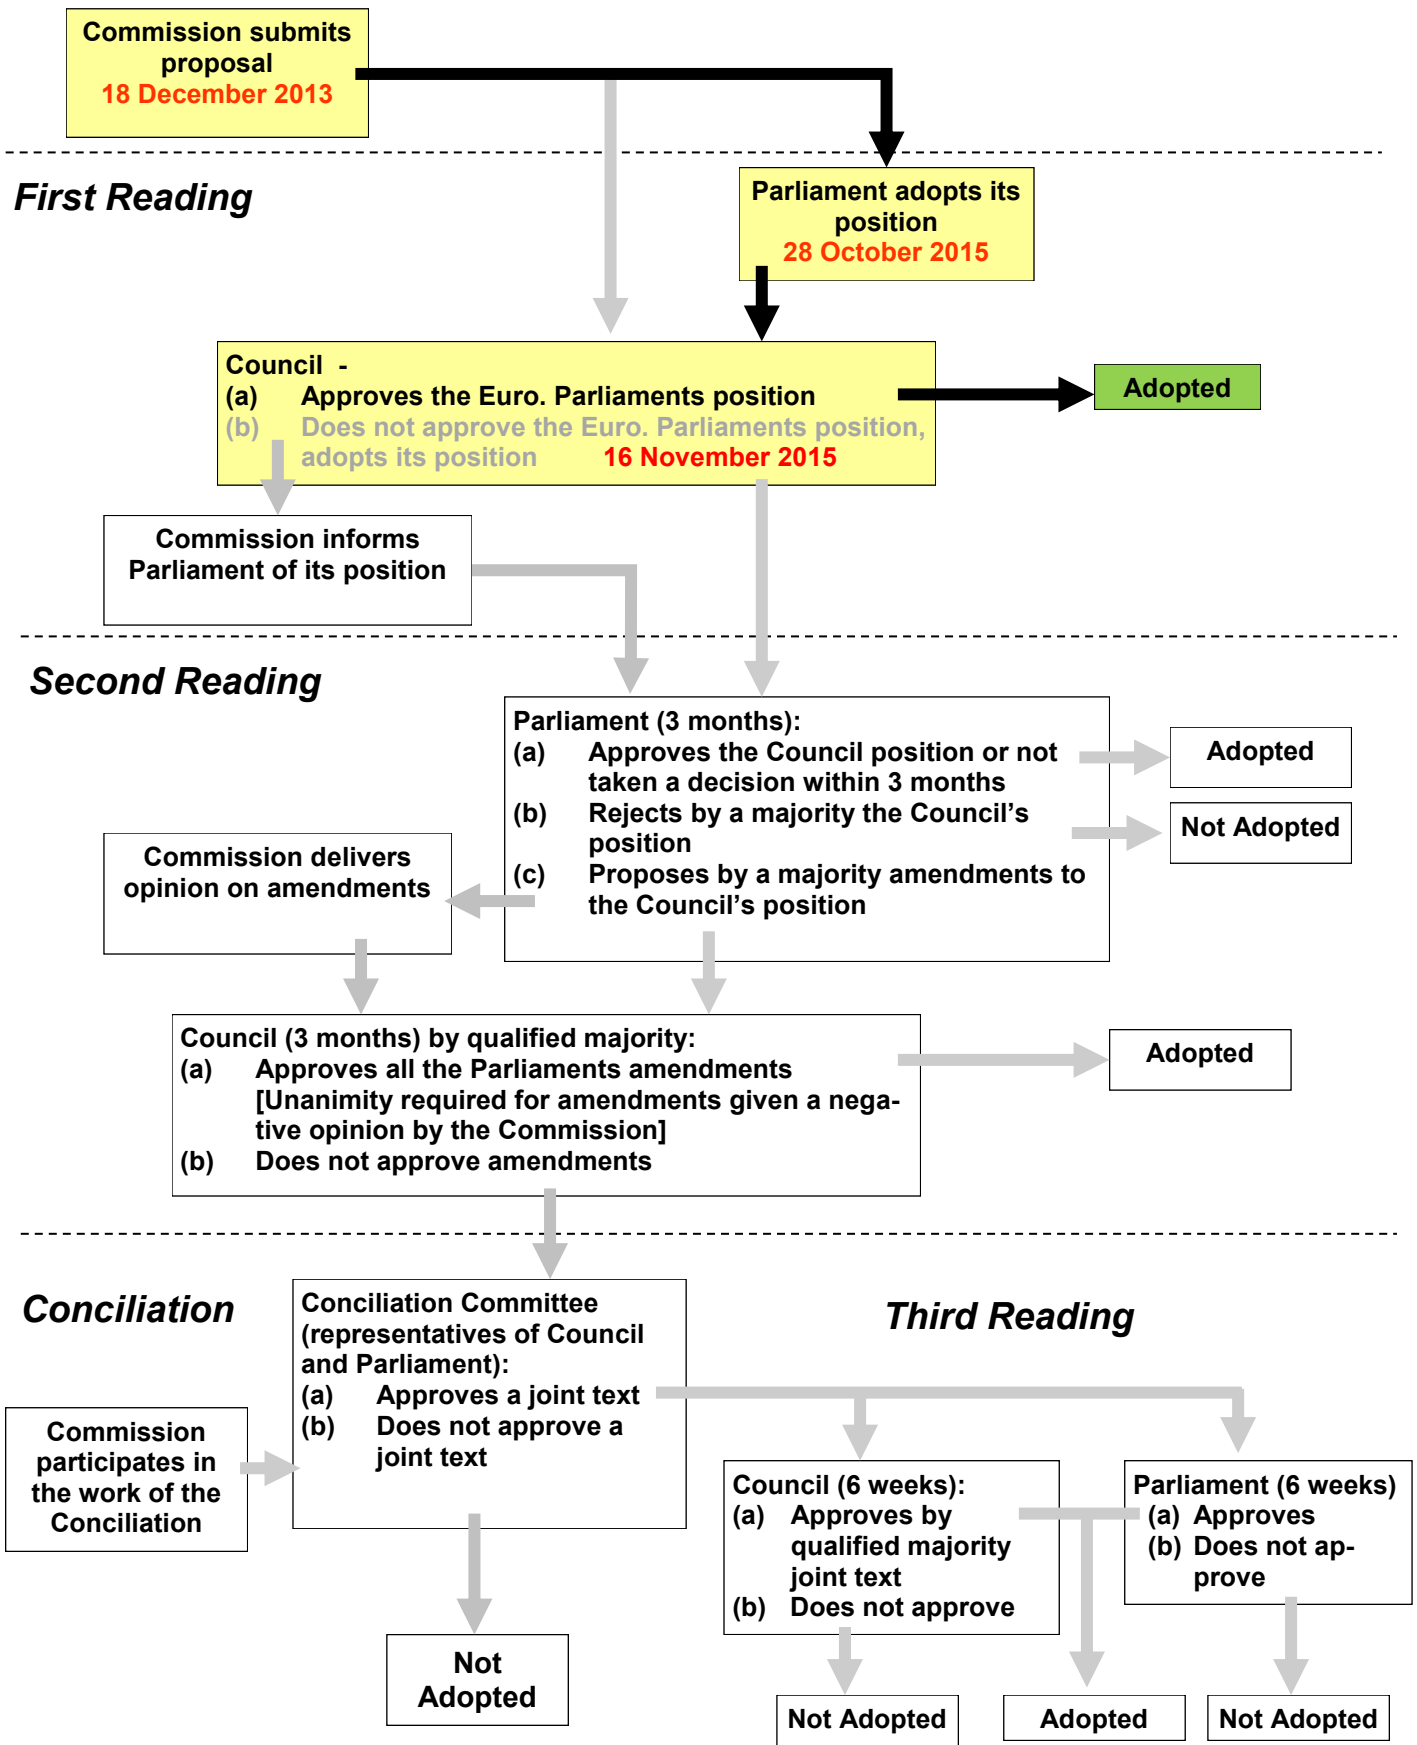 Commission submits
proposal
18 December 2013
First Reading
Parliament adopts its
position
28 October 2015
Council -
(a) Approves the Euro. Parliaments position
(b) Does not approve the Euro. Parliaments position,
adopts its position 16 November 2015
Adopted
Commission informs
Parliament of its position
Second Reading
Parliament (3 months):
(a) Approves the Council position or not
taken a decision within 3 months
(b) Rejects by a majority the Council’s
position
(c) Proposes by a majority amendments to
the Council’s position
Adopted
Not Adopted
Commission delivers
opinion on amendments
Council (3 months) by qualified majority:
(a) Approves all the Parliaments amendments
[Unanimity required for amendments given a nega-
tive opinion by the Commission]
(b) Does not approve amendments
Adopted
Conciliation
Conciliation Committee
(representatives of Council
and Parliament):
(a) Approves a joint text
(b) Does not approve a
joint text
Third Reading
Commission
participates in
the work of the
Conciliation
Council (6 weeks):
(a) Approves by
qualified majority
joint text
(b) Does not approve
Parliament (6 weeks)
(a) Approves
(b) Does not ap-
prove
Not
Adopted
Not Adopted
Adopted
Not Adopted